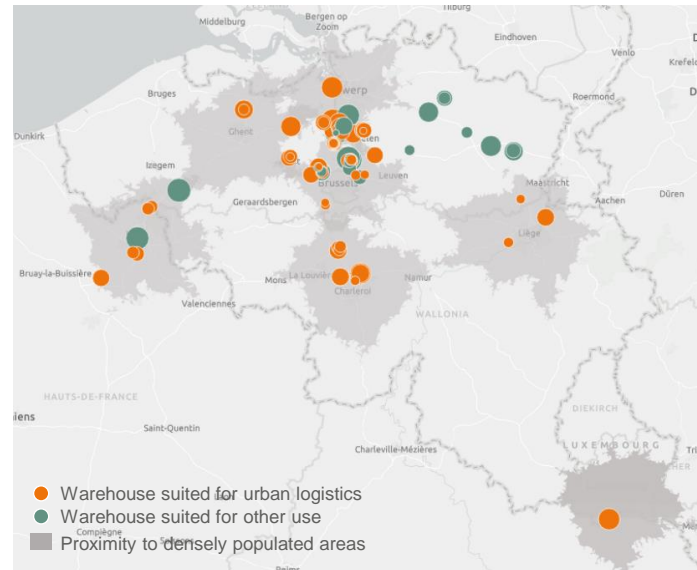 Middelburg
Bergen op
Zoom
Tilburg
Eindhoven
Venlo
Krefel
Bruges
Roermond
Dunkirk
Ghent
Izegem
Maastricht
Brussels
Leuven
Geraardsbergen
Aachen
Düren
Liège
Bruay-la-Buissière
La Louvière
Mons
Namur
Charleroi
Valenciennes
WALLONIA
HAUTS-DE-FRANCE
iens
DIEKIRCH
Saint-Quentin
Charleville-Mézières
LUXEMBOURG
Warehouse suited for urban logistics
Warehouse suited for other use
Compiègne
Proximity to densely populated areas